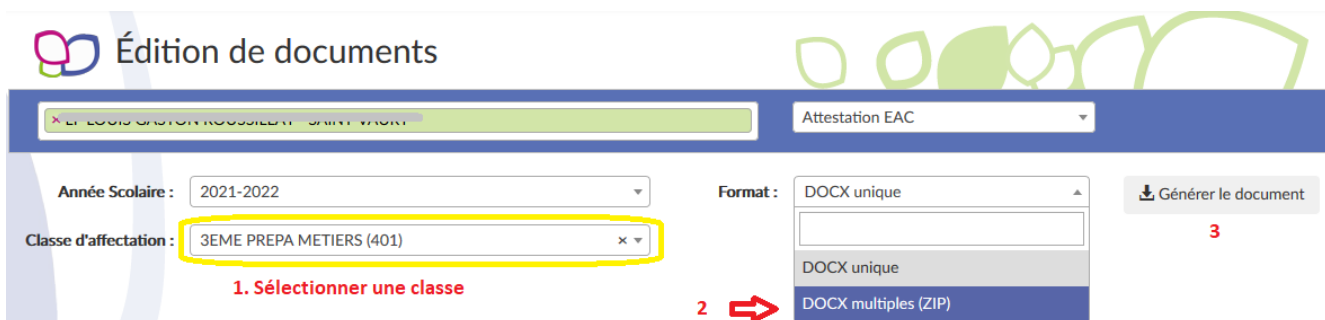 Édition de documents
Attestation EAC
Année Scolaire : 2021-2022 Format : DOCX unique Générer le document
Classe d'affectation : 3EME PREPA METIERS (401) × 3
DOCX unique
1. Sélectionner une classe
2 DOCX multiples (ZIP)